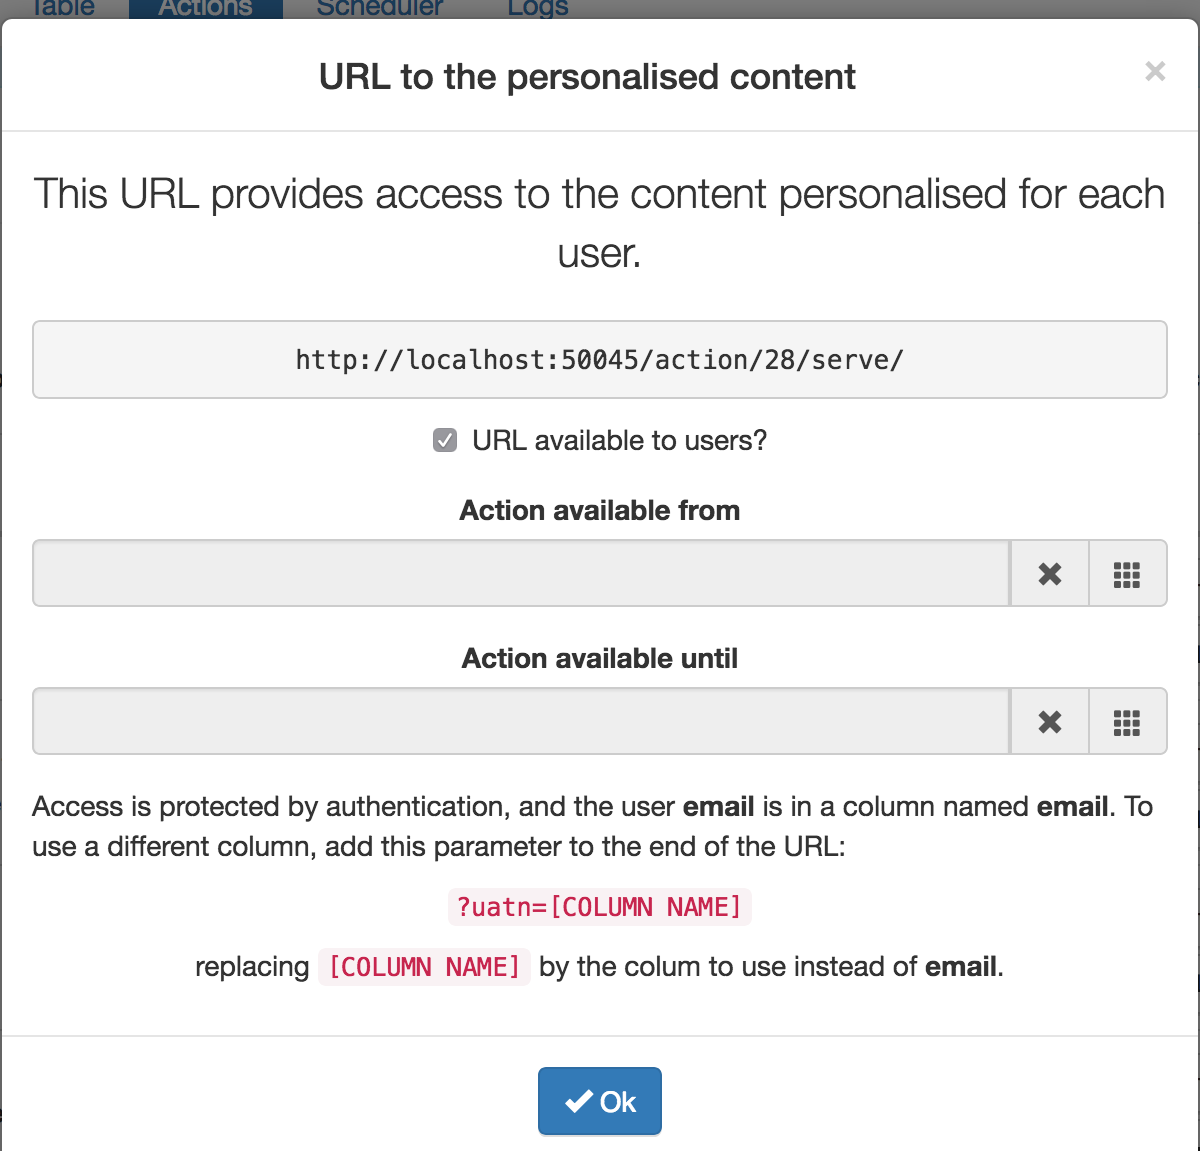 Table Actions Scheduler Logs
URL to the personalised content ×
This URL provides access to the content personalised for each
user.
http://localhost:50045/action/28/serve/
URL available to users?
Action available from
Action available until
Access is protected by authentication, and the user email is in a column named email. To
use a different column, add this parameter to the end of the URL:
?uatn=[COLUMN NAME]
replacing [COLUMN NAME] by the colum to use instead of email.
Ok